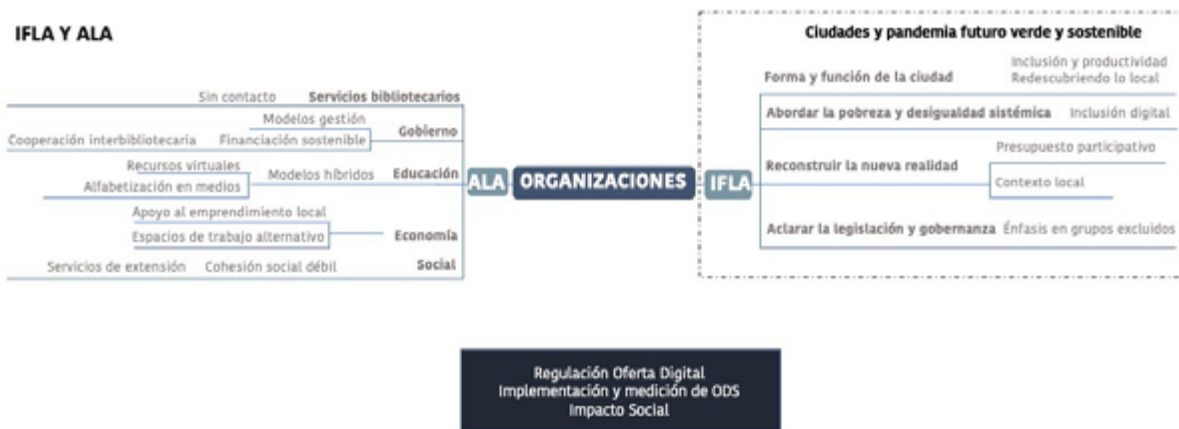 IFLA Y ALA
Sin contacto Servicios bibliotecarios
Modelos gestión
Cooperación interbibliotecaria Financiación sostenible Gobierno
Recursos virtuales
Alfabetización en medios Modelos híbridos Educación
Apoyo al emprendimiento local
Espacios de trabajo alternativo Economía
Servicios de extensión Cohesión social débil Social
ALA ORGANIZACIONES IFLA
Ciudades y pandemia futuro verde y sostenible
Forma y función de la ciudad
Inclusión y productividad
Redescubriendo lo local
Abordar la pobreza y desigualdad sistémica Inclusión digital
Reconstruir la nueva realidad
Presupuesto participativo
Contexto local
Aclarar la legislación y gobernanza Énfasis en grupos excluidos
Regulación Oferta Digital
Implementación y medición de ODS
Impacto Social